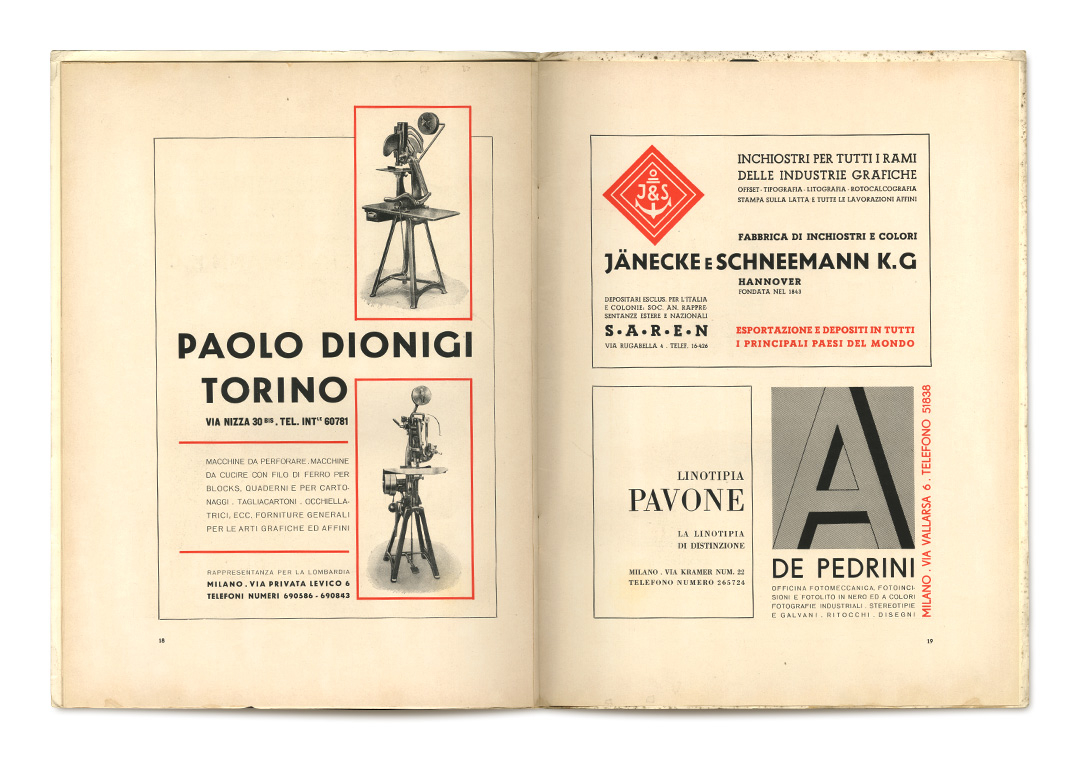 PAOLO DIONIGI
TORINO
VIA NIZZA 30 BIS . TEL. INT.LE 60781
MACCHINE DA PERFORARE, MACCHINE
DA CUCIRE CON FILO DI FERRO PER
BLOCKS, QUADERNI E PER CARTO-
NAGGI . TAGLIACARTONI . OCCHIELLA-
TRICI, ECC. FORNITURE GENERALI
PER LE ARTI GRAFICHE ED AFFINI
RAPPRESENTANZA PER LA LOMBARDIA
MILANO . VIA PRIVATA LEVICO 6
TELEFONI NUMERI 690586 - 690843
18
J&S
INCHIOSTRI PER TUTTI I RAMI
DELLE INDUSTRIE GRAFICHE
OFFSET · TIPOGRAFIA · LITOGRAFIA · ROTOCALCOGRAFIA
STAMPA SULLA LATTA E TUTTE LE LAVORAZIONI AFFINI
FABBRICA DI INCHIOSTRI E COLORI
JÄNECKE E SCHNEEMANN K.G
HANNOVER
FONDATA NEL 1843
DEPOSITARI ESCLUS. PER L'ITALIA
E COLONIE: SOC. AN. RAPPRE-
SENTANZE ESTERE E NAZIONALI
S·A·R·E·N
VIA RUGABELLA 4 . TELEF. 16-426
ESPORTAZIONE E DEPOSITI IN TUTTI
I PRINCIPALI PAESI DEL MONDO
LINOTIPIA
PAVONE
LA LINOTIPIA
DI DISTINZIONE
MILANO . VIA KRAMER NUM. 22
TELEFONO NUMERO 265724
A
DE PEDRINI
OFFICINA FOTOMECCANICA, FOTOINCI-
SIONI E FOTOLITO IN NERO ED A COLORI
FOTOGRAFIE INDUSTRIALI . STEREOTIPIE
E GALVANI . RITOCCHI . DISEGNI
MILANO . VIA VALLARSA 6 . TELEFONO 51838
19